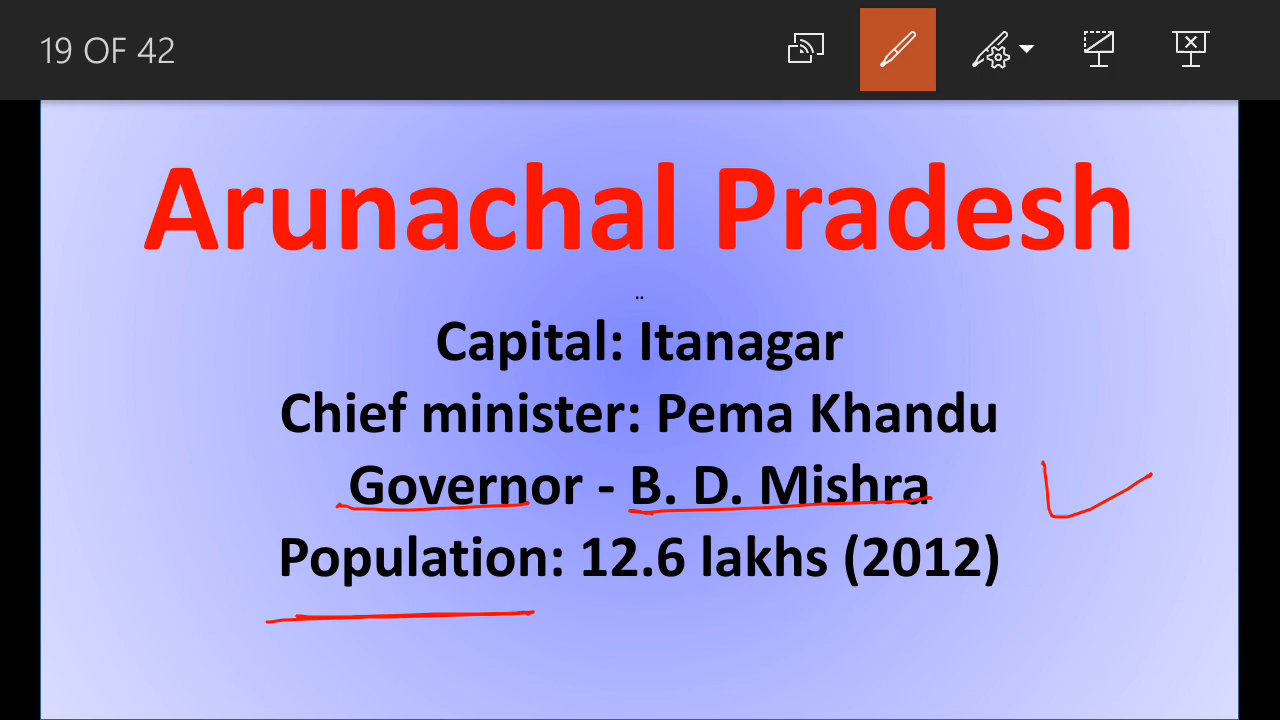 19 OF 42
Arunachal Pradesh
..
Capital: Itanagar
Chief minister: Pema Khandu
Governor - B. D. Mishra
Population: 12.6 lakhs (2012)